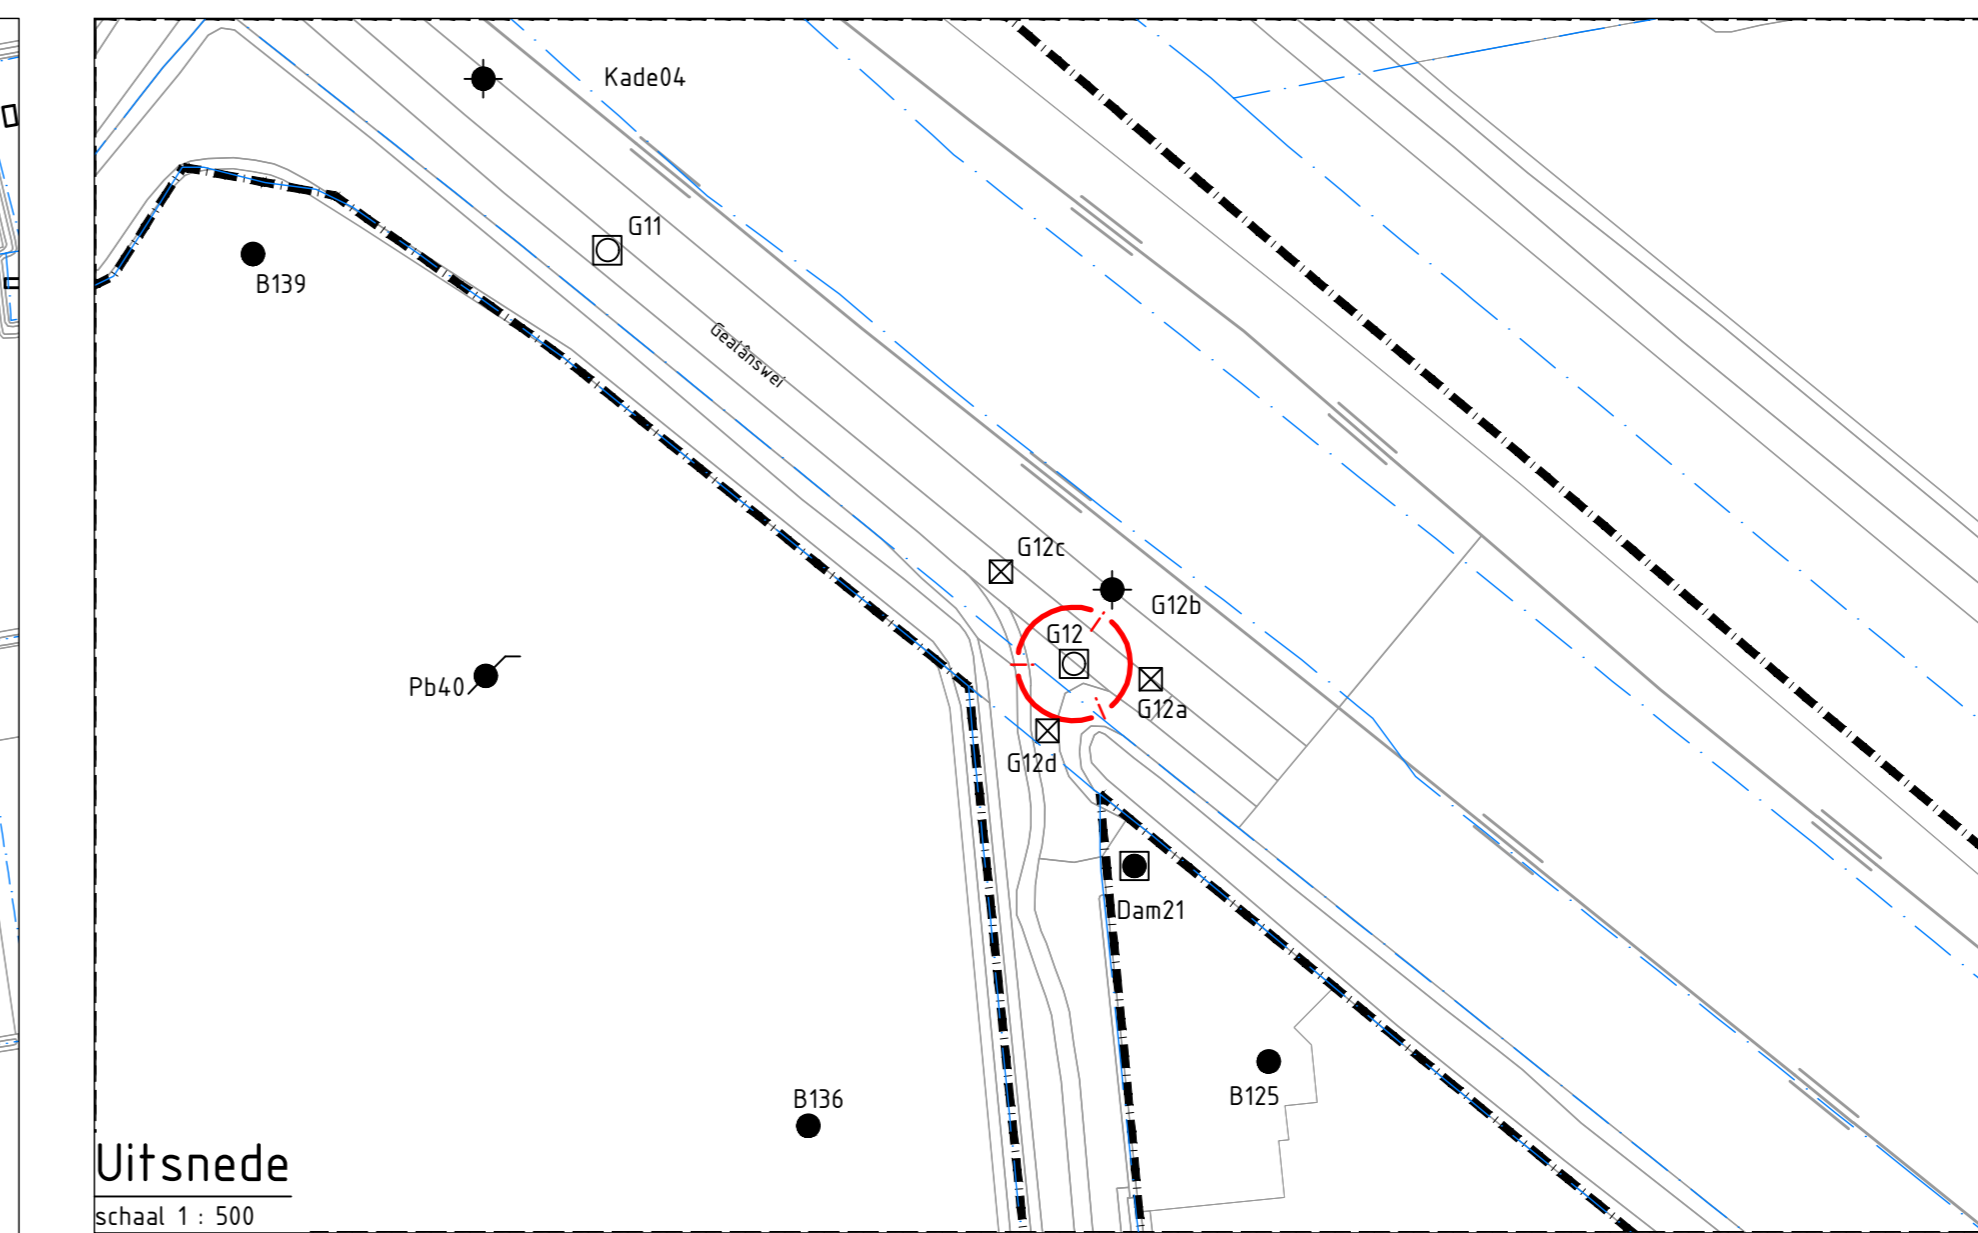 Kade04
G11
B139
Gealânswei
G12c
G12b
G12
Pb40
G12a
G12d
Dam21
B125
B136
Uitsnede
schaal 1 : 500